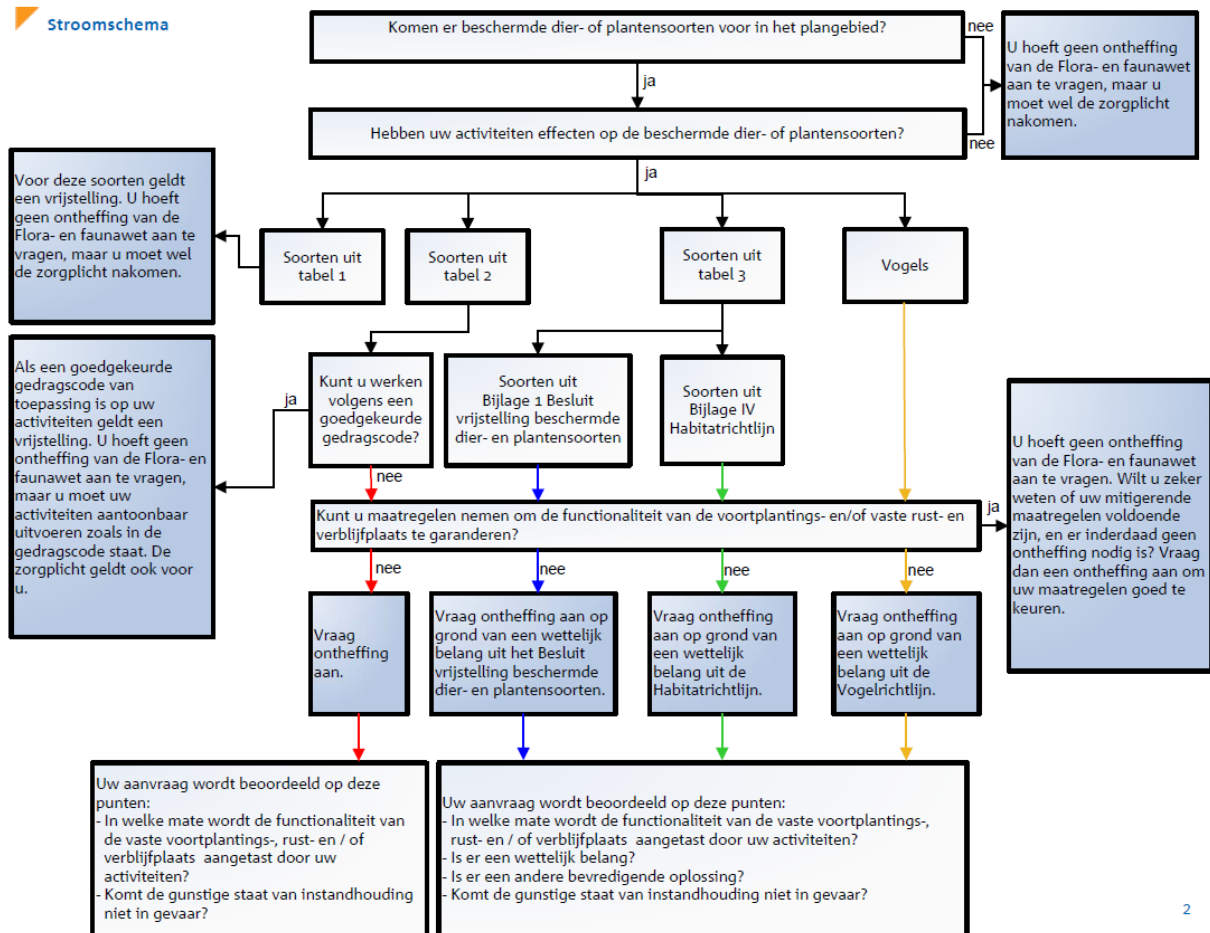 Stroomschema
Komen er beschermde dier- of plantensoorten voor in het plangebied?
nee
U hoeft geen ontheffing
van de Flora- en faunawet
aan te vragen, maar u
moet wel de zorgplicht
nakomen.
ja
Hebben uw activiteiten effecten op de beschermde dier- of plantensoorten?
nee
ja
Voor deze soorten geldt
een vrijstelling. U hoeft
geen ontheffing van de
Flora- en faunawet aan te
vragen, maar u moet wel
de zorgplicht nakomen.
Soorten uit
tabel 1
Soorten uit
tabel 2
Soorten uit
tabel 3
Vogels
Als een goedgekeurde
gedragscode van
toepassing is op uw
activiteiten geldt een
vrijstelling. U hoeft geen
ontheffing van de Flora- en
faunawet aan te vragen,
maar u moet uw
activiteiten aantoonbaar
uitvoeren zoals in de
gedragscode staat. De
zorgplicht geldt ook voor
u.
ja
Kunt u werken
volgens een
goedgekeurde
gedragscode?
Soorten uit
Bijlage 1 Besluit
vrijstelling beschermde
dier- en plantensoorten
Soorten uit
Bijlage IV
Habitatrichtlijn
nee
Kunt u maatregelen nemen om de functionaliteit van de voortplantings- en/of vaste rust- en
verblijfplaats te garanderen?
ja
U hoeft geen ontheffing
van de Flora- en faunawet
aan te vragen. Wilt u zeker
weten of uw mitigerende
maatregelen voldoende
zijn, en er inderdaad geen
ontheffing nodig is? Vraag
dan een ontheffing aan om
uw maatregelen goed te
keuren.
nee
nee
nee
nee
Vraag
ontheffing
aan.
Vraag ontheffing aan op
grond van een wettelijk
belang uit het Besluit
vrijstelling beschermde
dier- en plantensoorten.
Vraag ontheffing
aan op grond van
een wettelijk
belang uit de
Habitatrichtlijn.
Vraag ontheffing
aan op grond van
een wettelijk
belang uit de
Vogelrichtlijn.
Uw aanvraag wordt beoordeeld op deze
punten:
- In welke mate wordt de functionaliteit van
de vaste voortplantings-, rust- en / of
verblijfplaats aangetast door uw
activiteiten?
- Komt de gunstige staat van instandhouding
niet in gevaar?
Uw aanvraag wordt beoordeeld op deze punten:
- In welke mate wordt de functionaliteit van de vaste voortplantings-,
rust- en / of verblijfplaats aangetast door uw activiteiten?
- Is er een wettelijk belang?
- Is er een andere bevredigende oplossing?
- Komt de gunstige staat van instandhouding niet in gevaar?
2